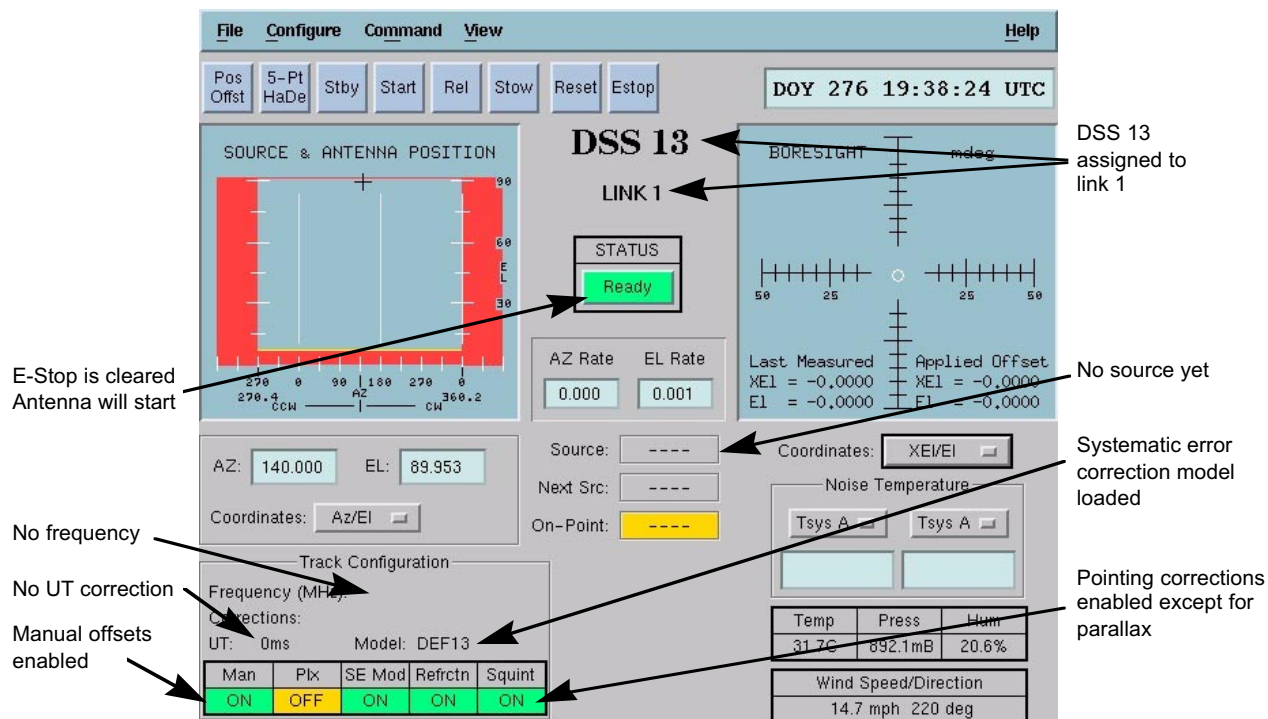 File Configure Command View Help
Pos Offst
5-Pt HaDe
Stby
Start
Rel
Stow
Reset
Estop
DOY 276 19:38:24 UTC
SOURCE & ANTENNA POSITION
90
60
E
L
30
270 0 90 180 270 0
270.4 AZ 360.2
CCW CW
DSS 13
LINK 1
STATUS
Ready
AZ Rate EL Rate
0.000 0.001
BORESIGHT mdeg
50 25 25 50
Last Measured Applied Offset
XEl = -0.0000 XEl = -0.0000
El = -0.0000 El = -0.0000
DSS 13
assigned to
link 1
E-Stop is cleared
Antenna will start
No source yet
AZ: 140.000 EL: 89.953
Coordinates: Az/El
Source: ----
Next Src: ----
On-Point: ----
Coordinates: XEl/El
Noise Temperature
Tsys A Tsys A
Systematic error
correction model
loaded
No frequency
Track Configuration
Frequency (MHz):
Corrections:
UT: 0ms Model: DEF13
No UT correction
Manual offsets
enabled
Man Plx SE Mod Refrctn Squint
ON OFF ON ON ON
Temp Press Hum
31.7C 892.1mB 20.6%
Wind Speed/Direction
14.7 mph 220 deg
Pointing corrections
enabled except for
parallax